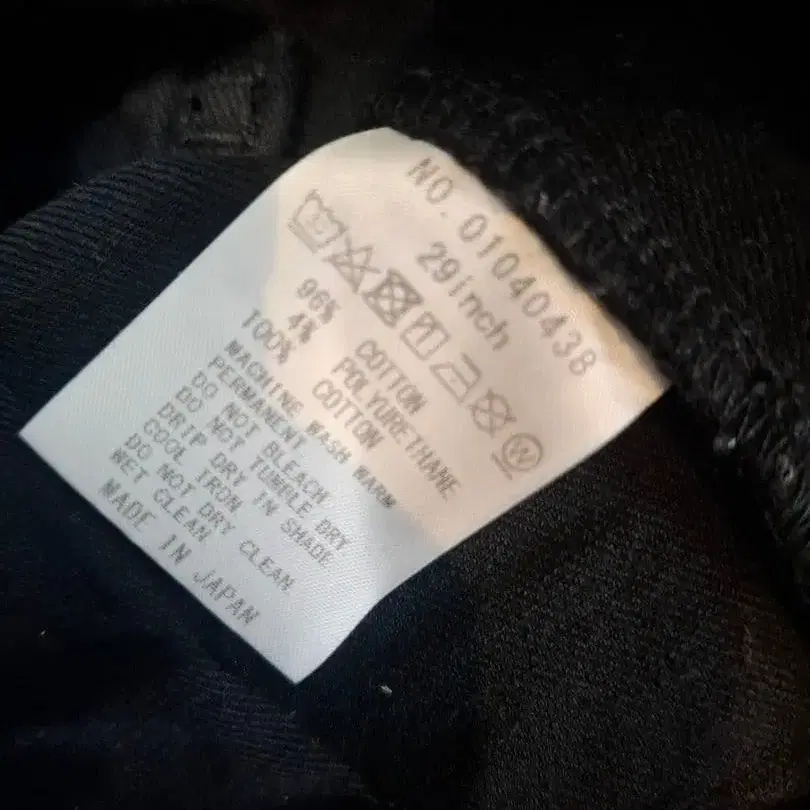 NO. 01040438
29inch
96% COTTON
4% POLYURETHANE
100% COTTON
MACHINE WASH WARM
PERMANENT
DO NOT BLEACH
DO NOT TUMBLE DRY
DRIP DRY IN SHADE
COOL IRON
DO NOT DRY CLEAN
WET CLEAN
MADE IN JAPAN